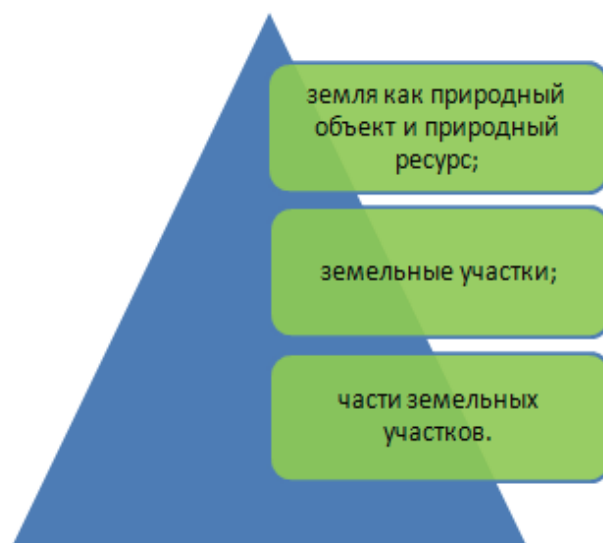 земля как природный
объект и природный
ресурс;
земельные участки;
части земельных
участков.